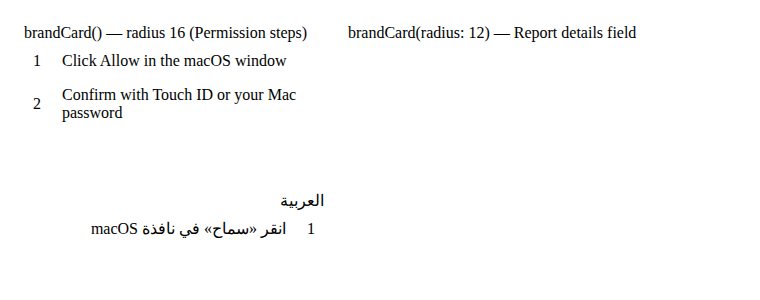 brandCard() — radius 16 (Permission steps)
brandCard(radius: 12) — Report details field
1 Click Allow in the macOS window
2 Confirm with Touch ID or your Mac
password
العربية
1 انقر «سماح» في نافذة macOS